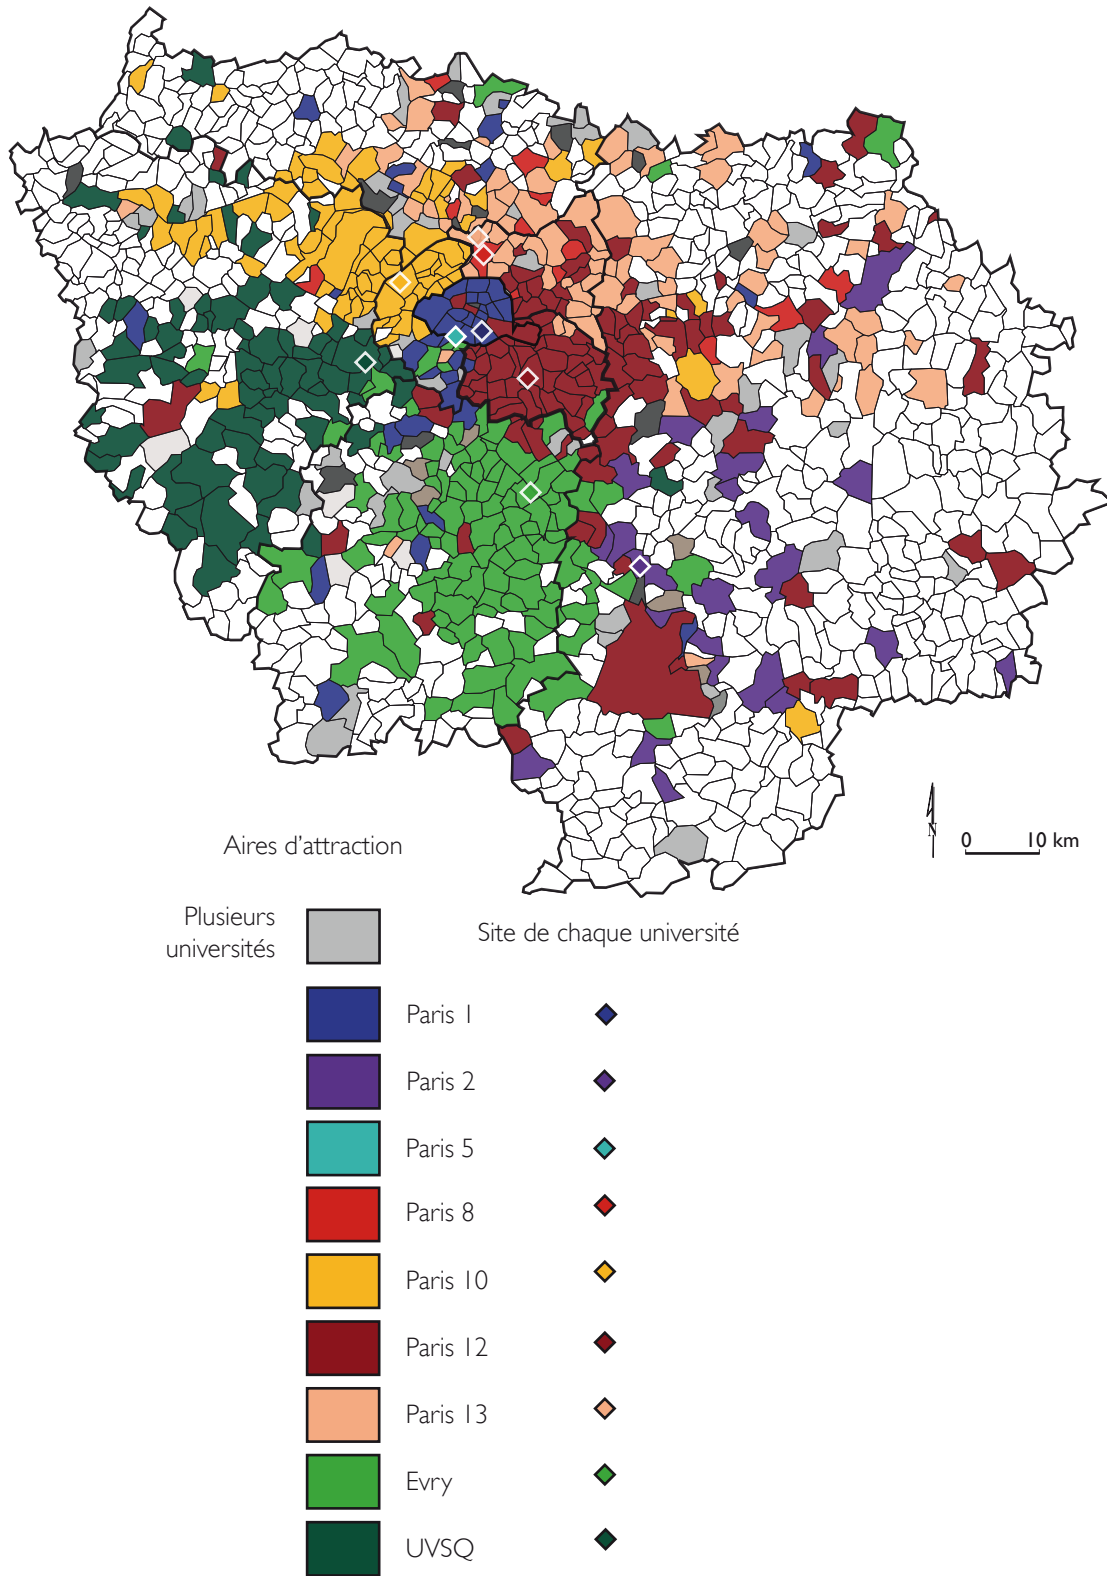 N
0 10 km
Aires d'attraction
Plusieurs
universités
Site de chaque université
Paris 1
Paris 2
Paris 5
Paris 8
Paris 10
Paris 12
Paris 13
Evry
UVSQ